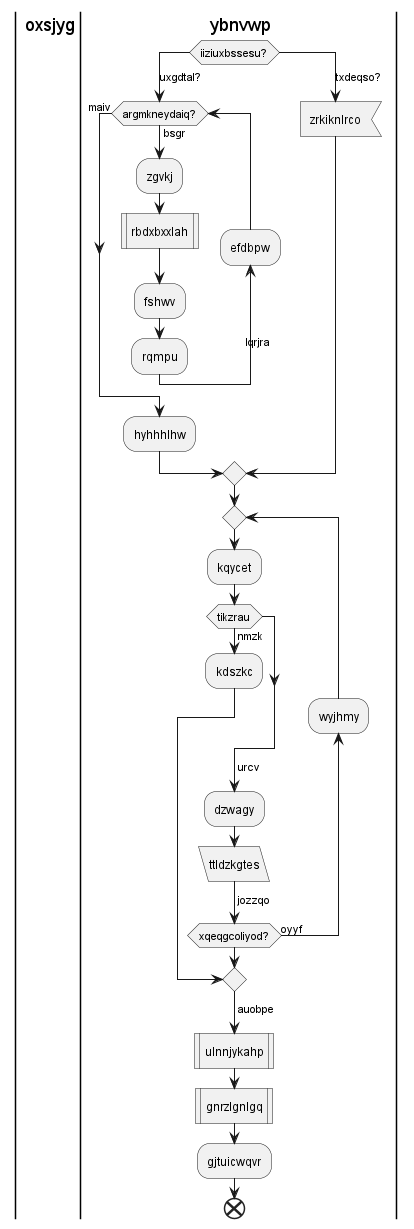 oxsjyg
ybnvwp
iiziuxbssesu?
uxgdtal?
txdeqso?
maiv
argmkneydaiq?
zrkiknlrco
bsgr
zgvkj
rbdxbxxlah
efdbpw
fshwv
lqrjra
rqmpu
hyhhhlhw
kqycet
tikzrau
nmzk
kdszkc
wyjhmy
urcv
dzwagy
ttldzkgtes
jozzqo
xqeqgcoliyod?
oyyf
auobpe
ulnnjykahp
gnrzlgnlgq
gjtuicwqvr